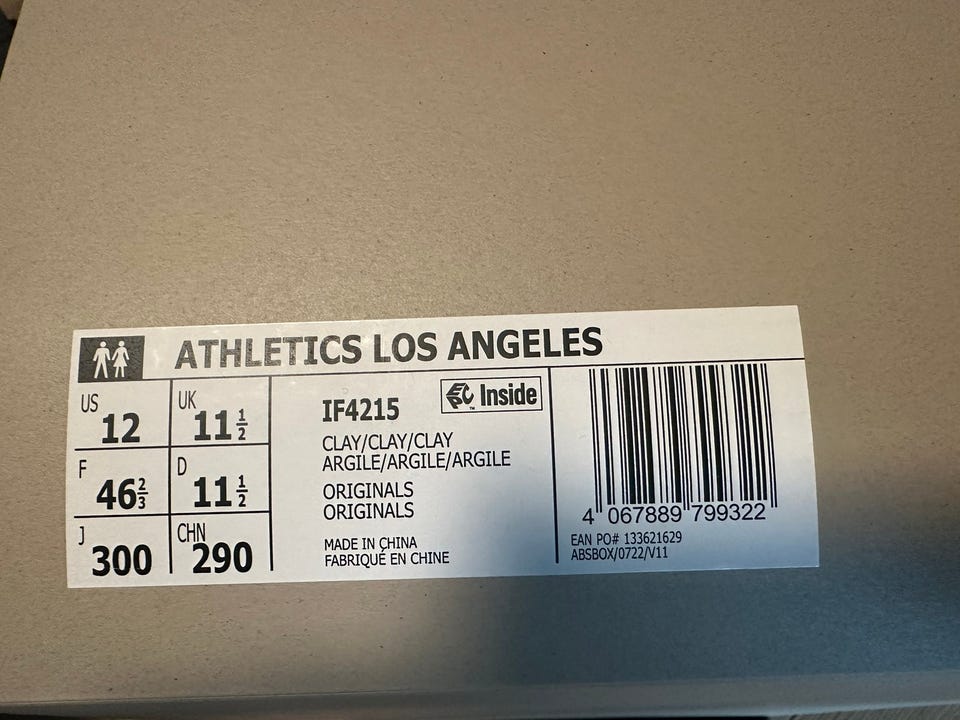 ATHLETICS LOS ANGELES
US 12
UK 11 1/2
F 46 2/3
D 11 1/2
J 300
CHN 290
IF4215
EPC™ Inside
CLAY/CLAY/CLAY
ARGILE/ARGILE/ARGILE
ORIGINALS
ORIGINALS
MADE IN CHINA
FABRIQUÉ EN CHINE
4 067889 799322
EAN PO# 133621629
ABSBOX/0722/V11